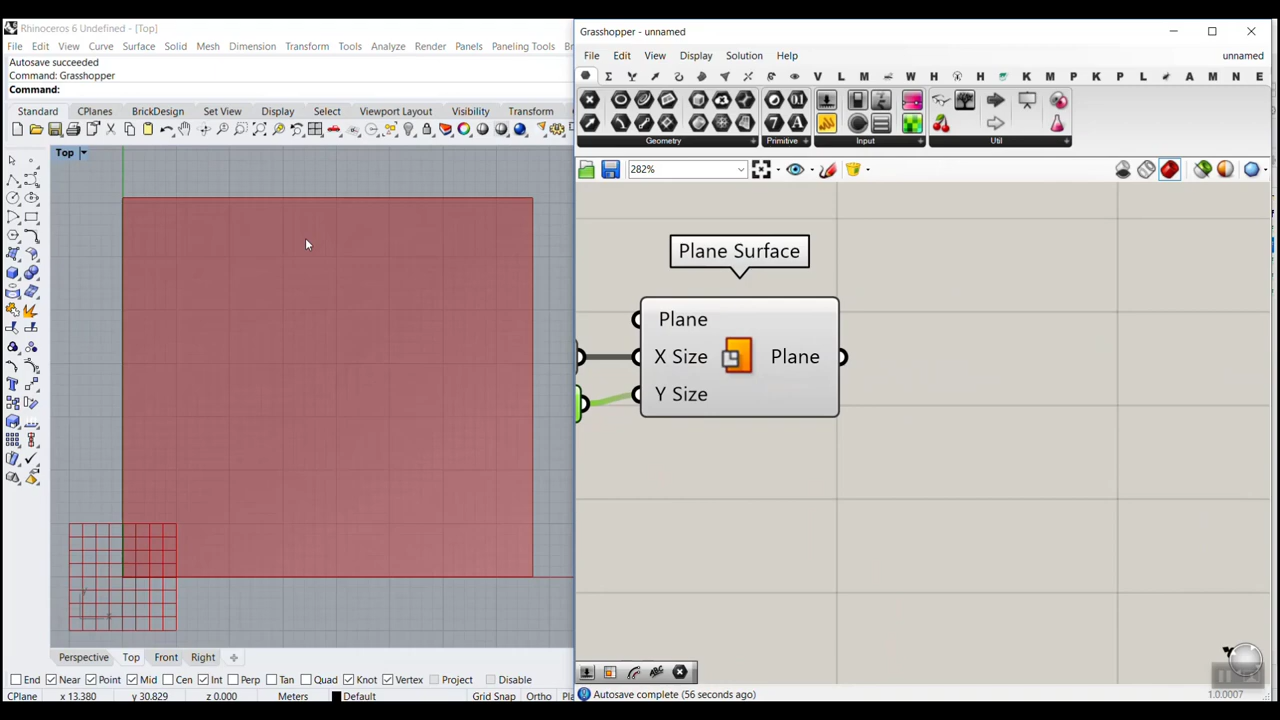 Rhinoceros 6 Undefined - [Top]
File Edit View Curve Surface Solid Mesh Dimension Transform Tools Analyze Render Panels Paneling Tools
Autosave succeeded
Command: Grasshopper
Command:
Standard CPlanes BrickDesign Set View Display Select Viewport Layout Visibility Transform
Top
Perspective Top Front Right
End Near Point Mid Cen Int Perp Tan Quad Knot Vertex Project Disable
CPlane x 13.380 y 30.829 z 0.000 Meters Default Grid Snap Ortho
Grasshopper - unnamed
File Edit View Display Solution Help unnamed
V L M W H H K M P K P L A M N E
Geometry Primitive Input Util
282%
Plane Surface
Plane
X Size Plane
Y Size
Autosave complete (56 seconds ago) 1.0.0007